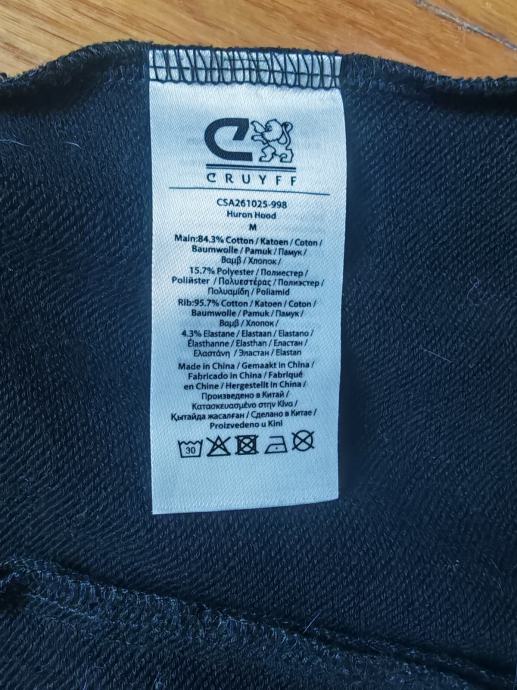 CRUYFF
CSA261025-998
Huron Hood
M
Main:84.3% Cotton / Katoen / Coton /
Baumwolle / Pamuk / Памук /
Βαμβ / Хлопок /
15.7% Polyester / Полиестер /
Poliister / Πολυεστέρας / Полиэстер /
Πολυαμίδη / Poliamid
Rib:95.7% Cotton / Katoen / Coton /
Baumwolle / Pamuk / Памук /
Βαμβ / Хлопок /
4.3% Elastane / Elastaan / Elastano /
Élasthanne / Elasthan / Еластан /
Ελαστάνη / Эластан / Elastan
Made in China / Gemaakt in China /
Fabricado in China / Fabriqué
en Chine / Hergestellt in China /
Произведено в Китай /
Κατασκευασμένο στην Κίνα /
Қытайда жасалған / Сделано в Китае /
Proizvedeno u Kini
30